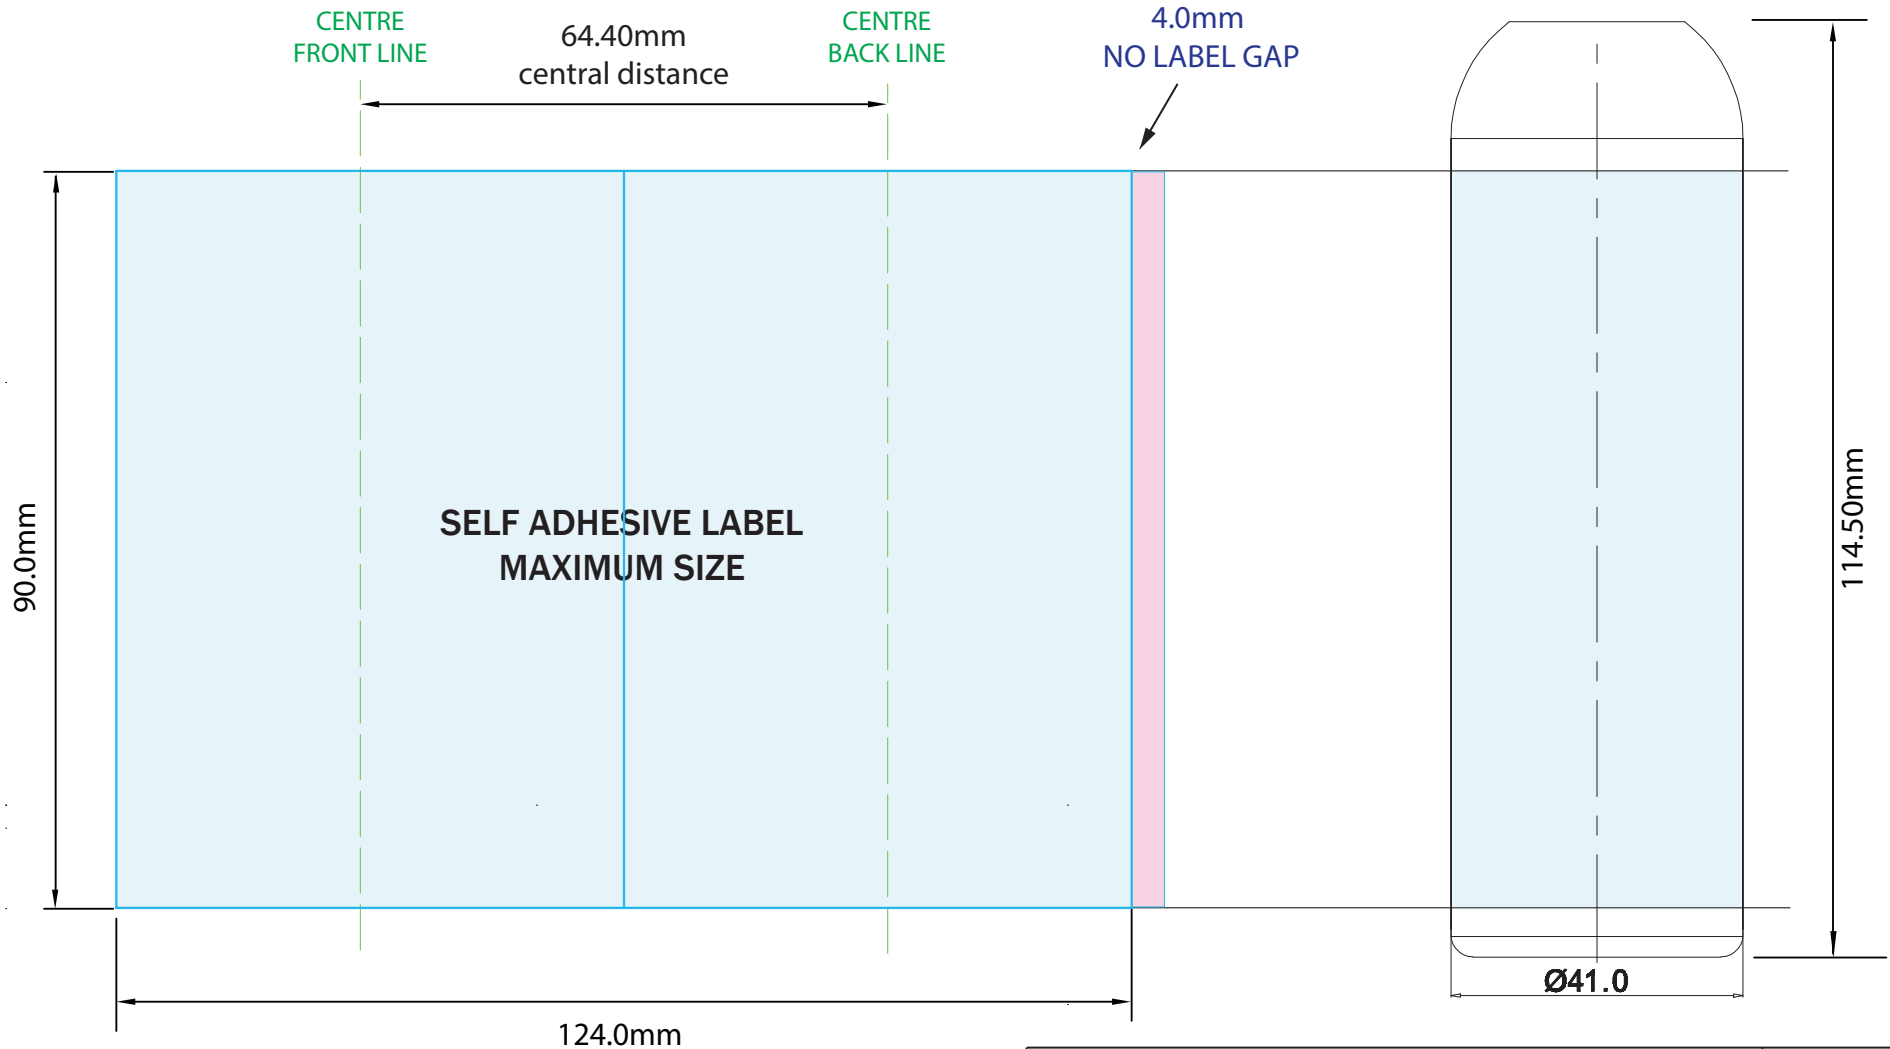 CENTRE
FRONT LINE
64.40mm
central distance
CENTRE
BACK LINE
4.0mm
NO LABEL GAP
90.0mm
SELF ADHESIVE LABEL
MAXIMUM SIZE
114.50mm
Ø41.0
124.0mm